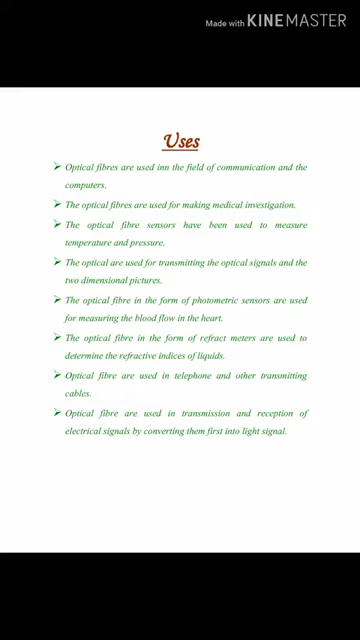 Made with KINEMASTER
Uses
➢ Optical fibres are used inn the field of communication and the
computers.
➢ The optical fibres are used for making medical investigation.
➢ The optical fibre sensors have been used to measure
temperature and pressure.
➢ The optical are used for transmitting the optical signals and the
two dimensional pictures.
➢ The optical fibre in the form of photometric sensors are used
for measuring the blood flow in the heart.
➢ The optical fibre in the form of refract meters are used to
determine the refractive indices of liquids.
➢ Optical fibre are used in telephone and other transmitting
cables.
➢ Optical fibre are used in transmission and reception of
electrical signals by converting them first into light signal.